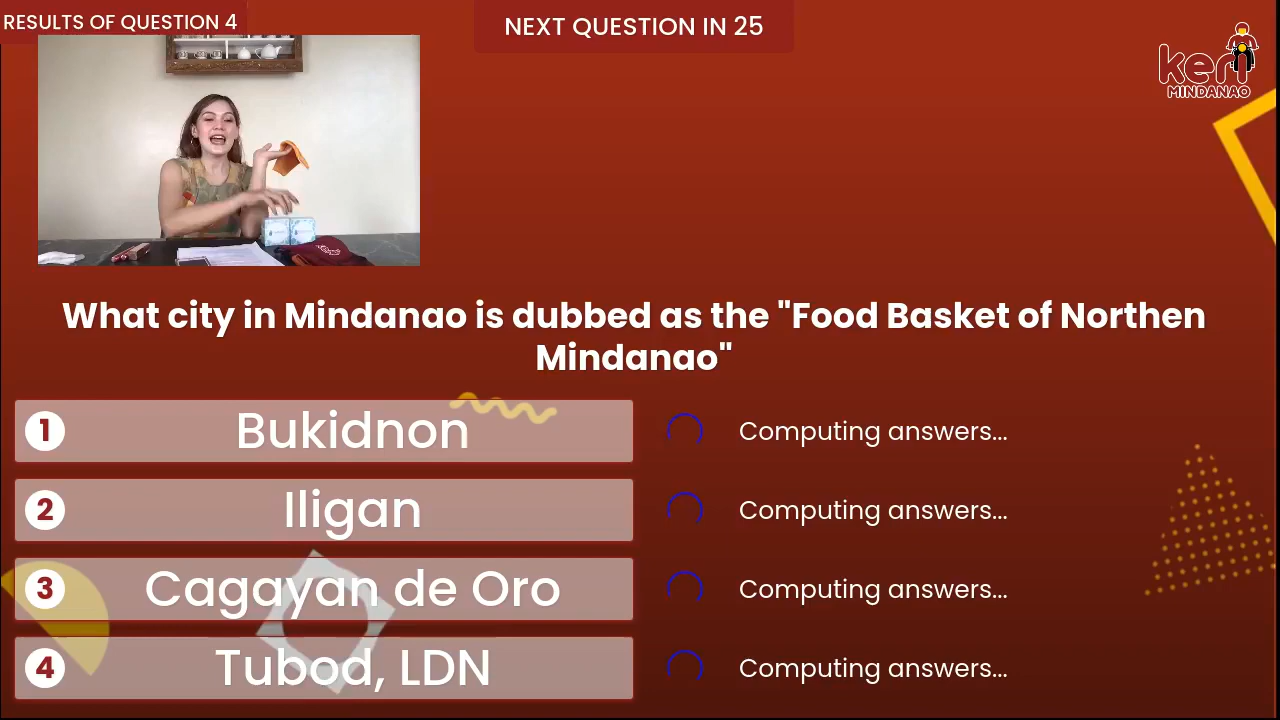 RESULTS OF QUESTION 4
NEXT QUESTION IN 25
keri
MINDANAO
What city in Mindanao is dubbed as the "Food Basket of Northen
Mindanao"
1 Bukidnon
Computing answers...
2 Iligan
Computing answers...
3 Cagayan de Oro
Computing answers...
4 Tubod, LDN
Computing answers...